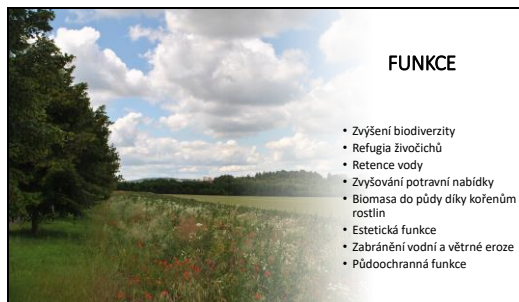 FUNKCE
• Zvýšení biodiverzity
• Refugia živočichů
• Retence vody
• Zvyšování potravní nabídky
• Biomasa do půdy díky kořenům
rostlin
• Estetická funkce
• Zabránění vodní a větrné eroze
• Půdoochranná funkce